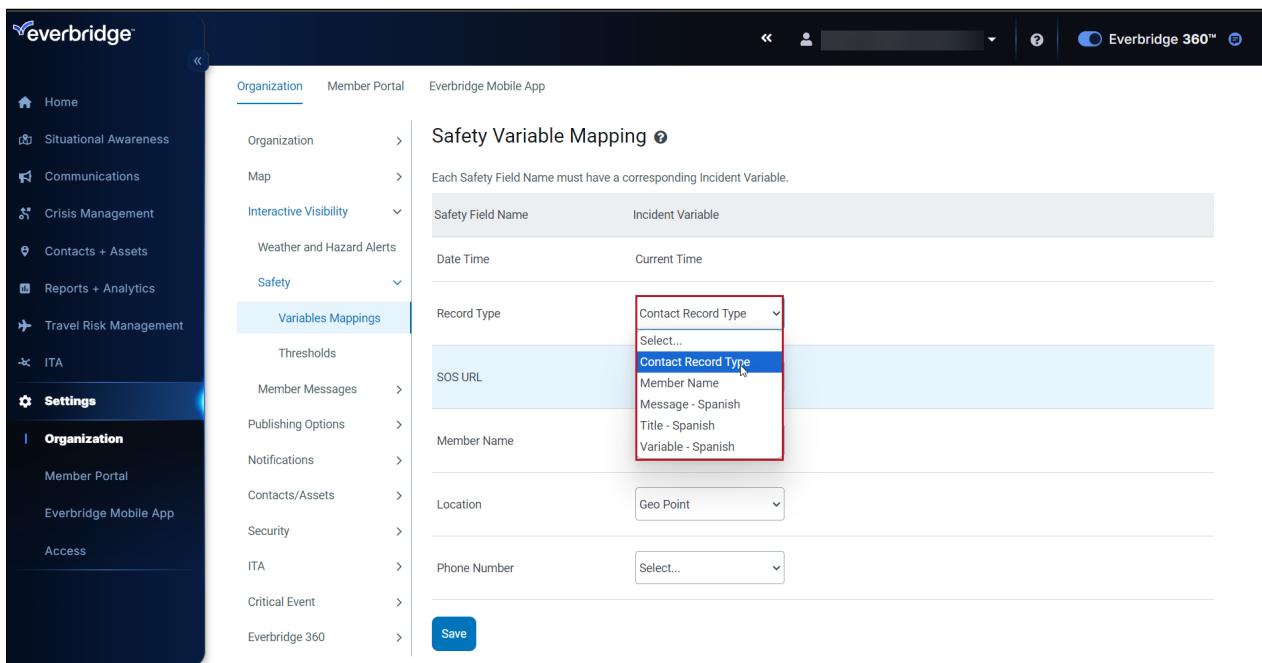 everbridge
Everbridge 360™
Home
Situational Awareness
Communications
Crisis Management
Contacts + Assets
Reports + Analytics
Travel Risk Management
ITA
Settings
Organization
Member Portal
Everbridge Mobile App
Access
Organization Member Portal Everbridge Mobile App
Organization
Map
Interactive Visibility
Weather and Hazard Alerts
Safety
Variables Mappings
Thresholds
Member Messages
Publishing Options
Notifications
Contacts/Assets
Security
ITA
Critical Event
Everbridge 360
Safety Variable Mapping
Each Safety Field Name must have a corresponding Incident Variable.
Safety Field Name Incident Variable
Date Time Current Time
Record Type Contact Record Type
Select...
Contact Record Type
Member Name
Message - Spanish
Title - Spanish
Variable - Spanish
SOS URL
Member Name
Location Geo Point
Phone Number Select...
Save